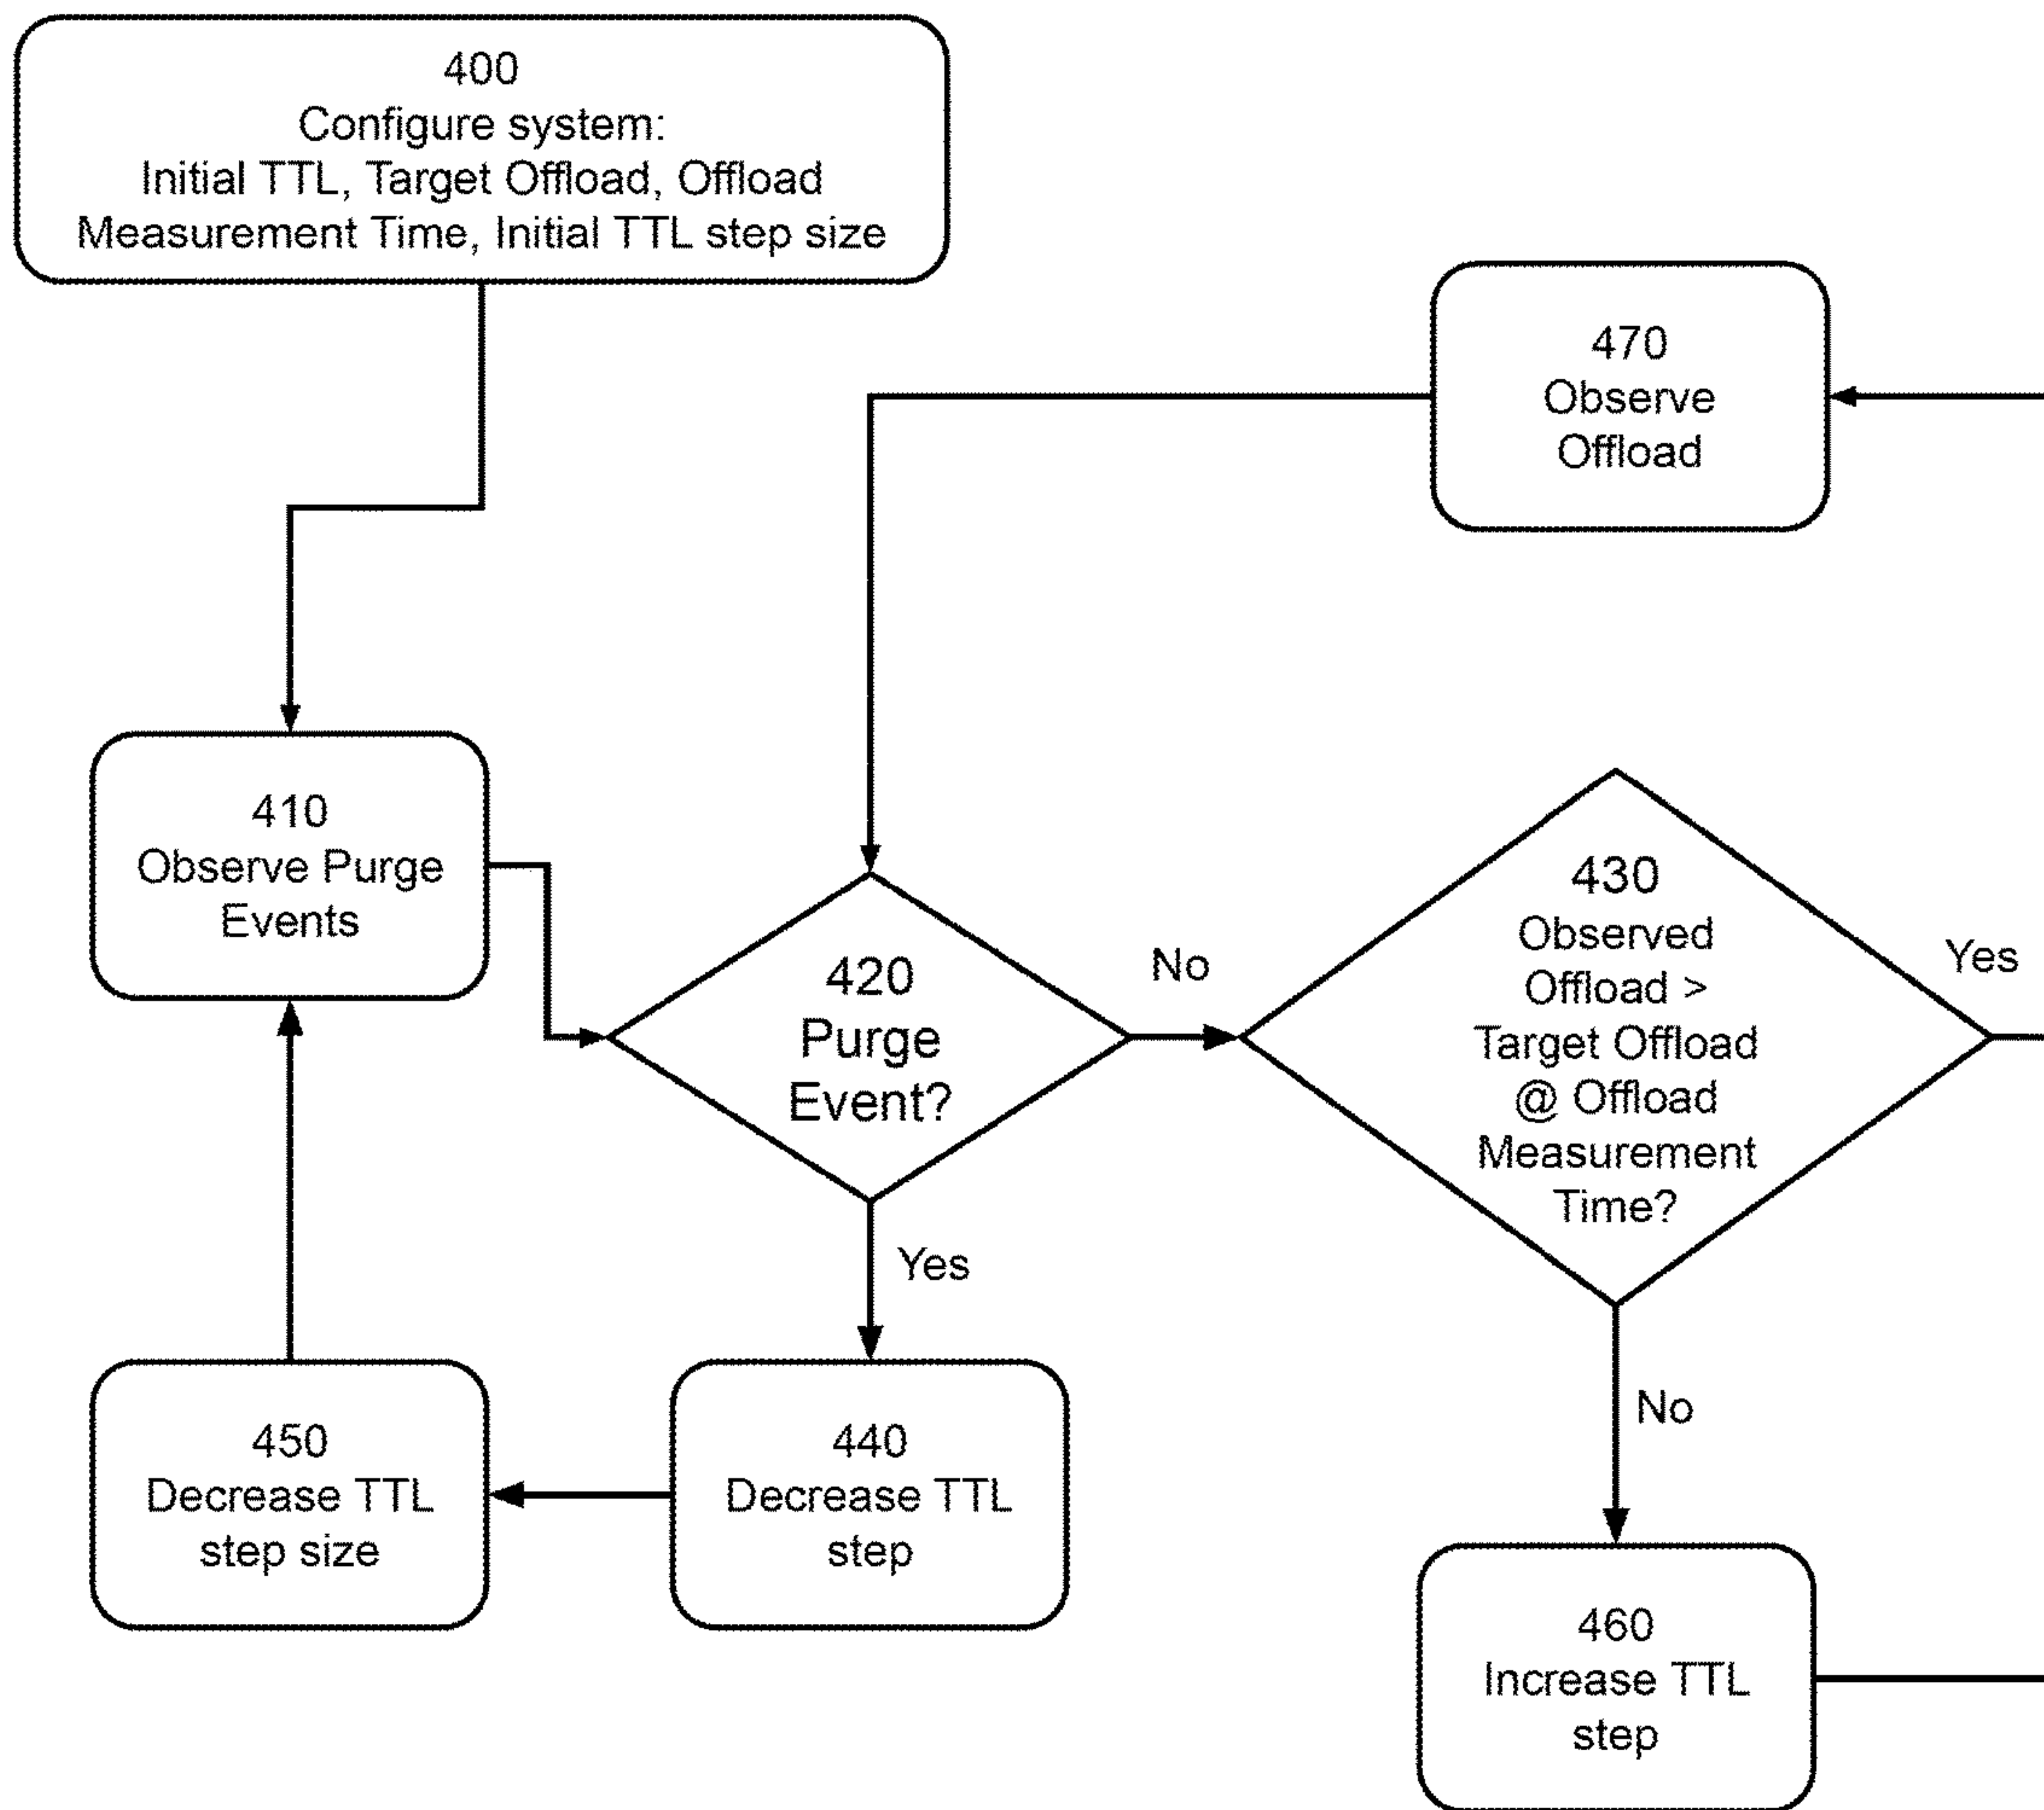 400
Configure system:
Initial TTL, Target Offload, Offload
Measurement Time, Initial TTL step size
470
Observe
Offload
410
Observe Purge
Events
420
Purge
Event?
No
430
Observed
Offload >
Target Offload
@ Offload
Measurement
Time?
Yes
Yes
No
450
Decrease TTL
step size
440
Decrease TTL
step
460
Increase TTL
step